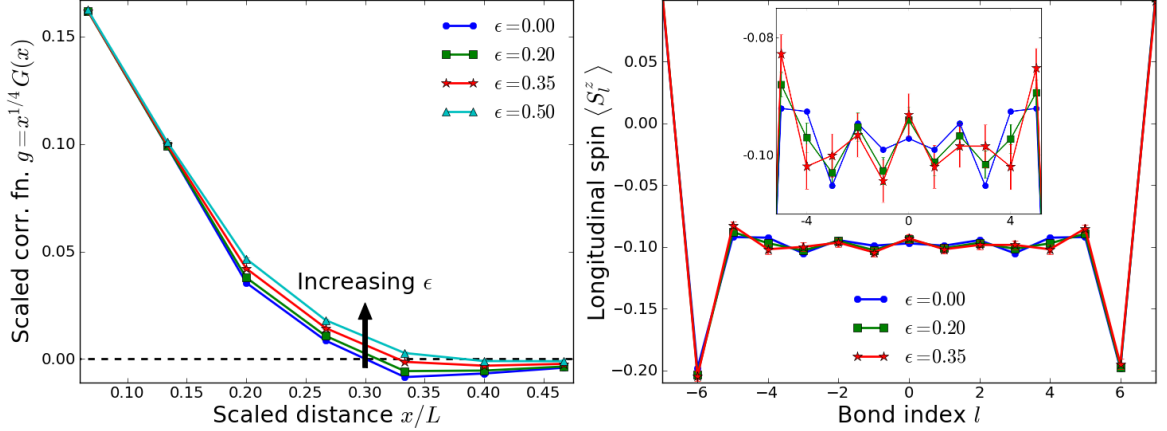 Scaled corr. fn. g=x^{1/4} G(x)
0.15
0.10
0.05
0.00
ϵ=0.00
ϵ=0.20
ϵ=0.35
ϵ=0.50
Increasing ϵ
0.10 0.15 0.20 0.25 0.30 0.35 0.40 0.45
Scaled distance x/L
Longitudinal spin ⟨S_l^z⟩
0.05
0.00
−0.05
−0.10
−0.15
−0.20
-0.08
-0.10
-4 0 4
ϵ=0.00
ϵ=0.20
ϵ=0.35
−6 −4 −2 0 2 4 6
Bond index l